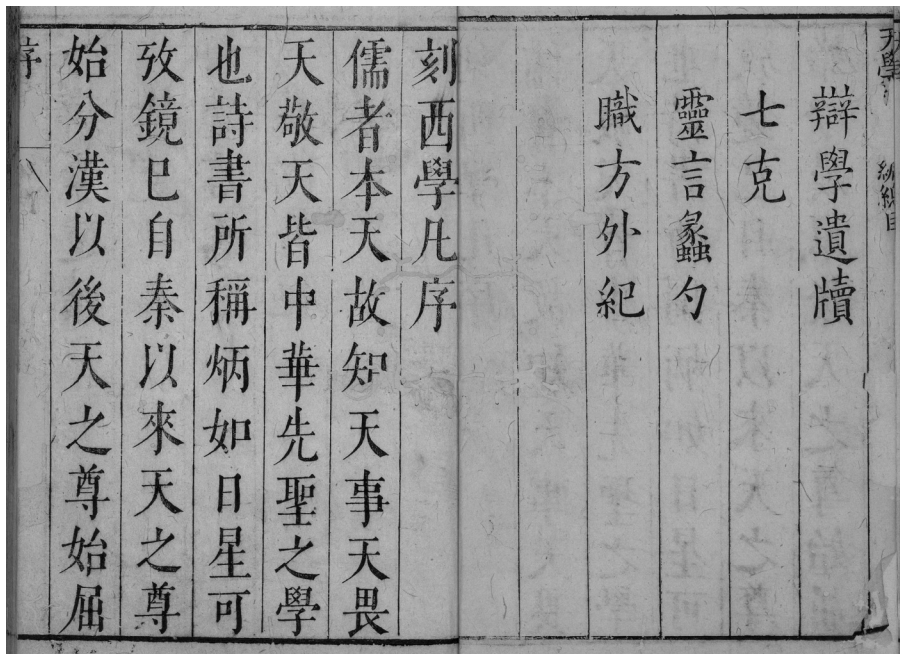 辯學遺牘
七克
靈言蠡勺
職方外紀
刻西學凡序
儒者本天故知天事天畏
天敬天皆中華先聖之學
也詩書所稱炳如日星可
攷鏡巳自秦以來天之尊
始分漢以後天之尊始屈
序